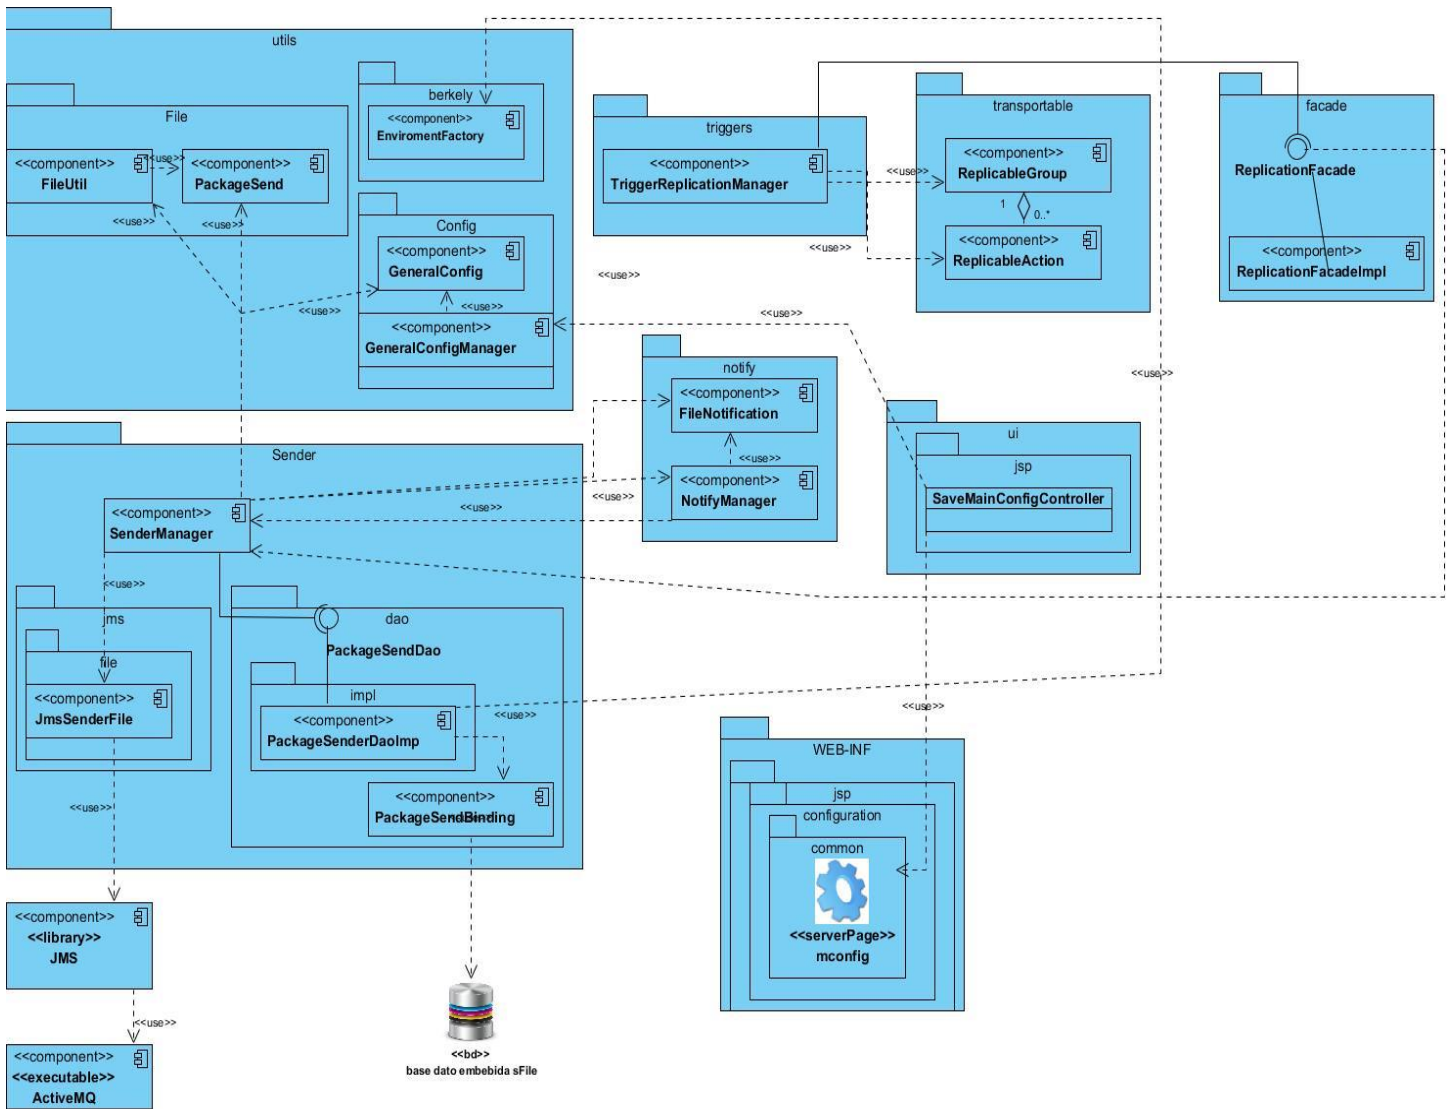 utils
berkely
<<component>>
EnviromentFactory
File
<<component>>
FileUtil
<<use>>
<<component>>
PackageSend
<<use>>
<<use>>
Config
<<component>>
GeneralConfig
<<use>>
<<use>>
<<component>>
GeneralConfigManager
triggers
<<component>>
TriggerReplicationManager
<<use>>
<<use>>
transportable
<<component>>
ReplicableGroup
1
0..*
<<component>>
ReplicableAction
facade
ReplicationFacade
<<component>>
ReplicationFacadeImpl
<<use>>
<<use>>
<<use>>
notify
<<component>>
FileNotification
<<use>>
<<component>>
NotifyManager
<<use>>
<<use>>
ui
jsp
SaveMainConfigController
Sender
<<component>>
SenderManager
<<use>>
jms
file
<<component>>
JmsSenderFile
dao
PackageSendDao
impl
<<component>>
PackageSenderDaoImp
<<use>>
<<component>>
PackageSendBinding
<<use>>
<<use>>
<<use>>
WEB-INF
jsp
configuration
common
<<serverPage>>
mconfig
<<component>>
<<library>>
JMS
<<use>>
<<component>>
<<executable>>
ActiveMQ
<<bd>>
base dato embebida sFile